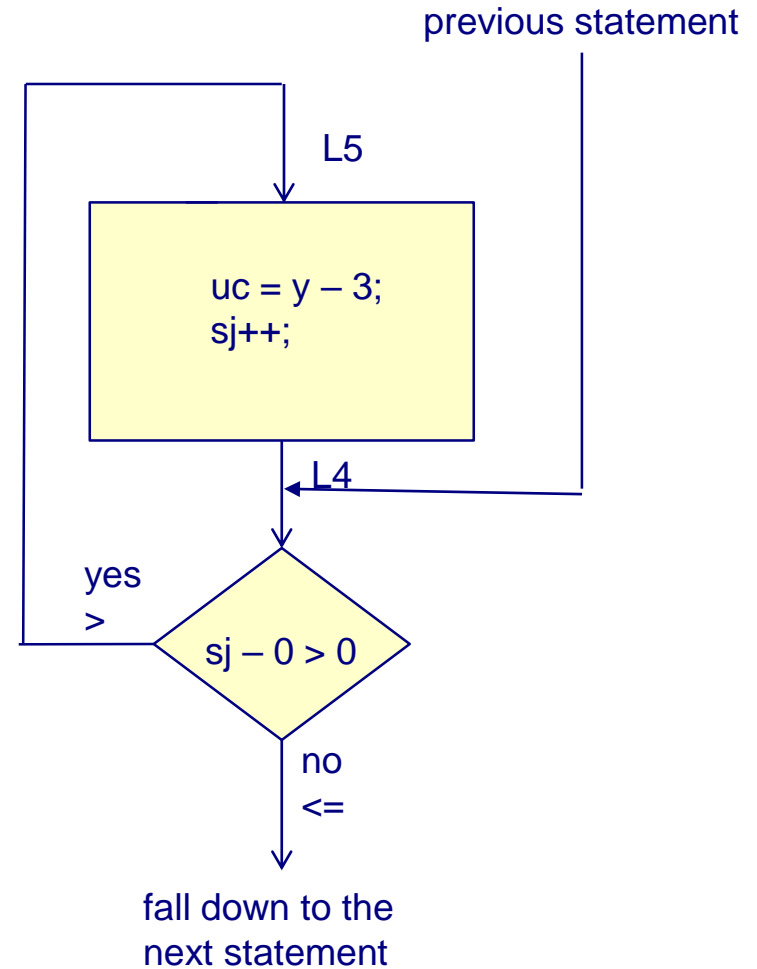 previous statement
L5
uc = y – 3;
sj++;
L4
yes
>
sj – 0 > 0
no
<=
fall down to the
next statement